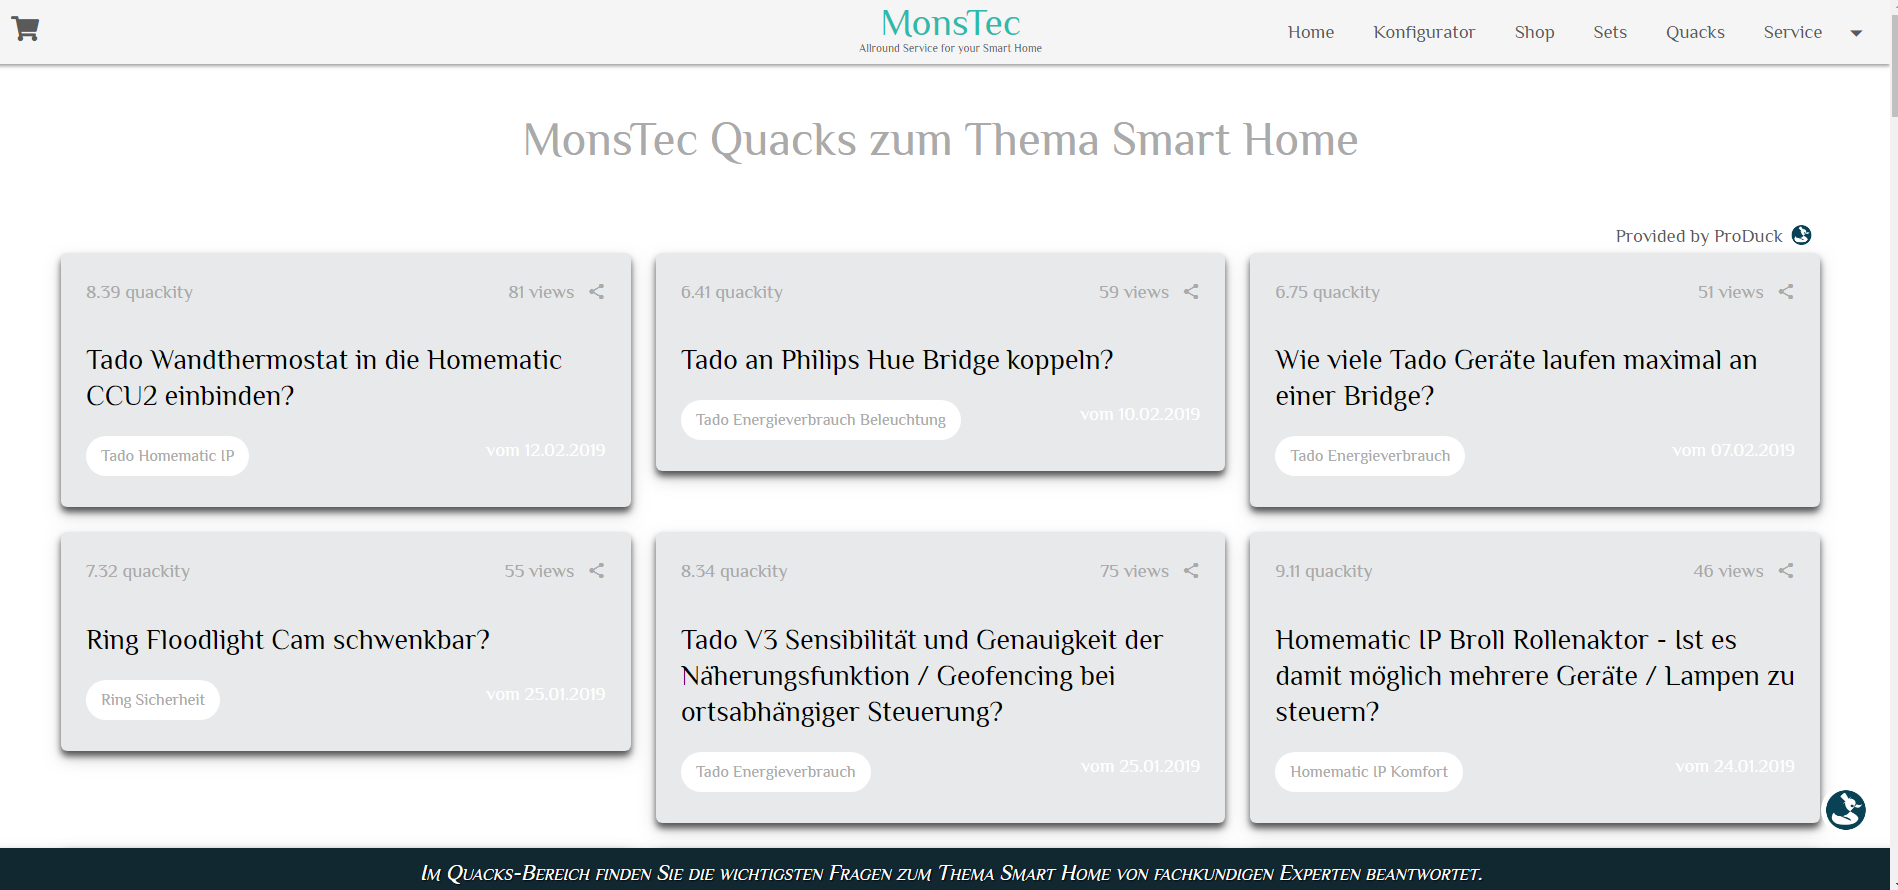 MonsTec
Allround Service for your Smart Home
Home Konfigurator Shop Sets Quacks Service
MonsTec Quacks zum Thema Smart Home
Provided by ProDuck
8.39 quackity 81 views
Tado Wandthermostat in die Homematic
CCU2 einbinden?
Tado Homematic IP vom 12.02.2019
6.41 quackity 59 views
Tado an Philips Hue Bridge koppeln?
Tado Energieverbrauch Beleuchtung vom 10.02.2019
6.75 quackity 51 views
Wie viele Tado Geräte laufen maximal an
einer Bridge?
Tado Energieverbrauch vom 07.02.2019
7.32 quackity 55 views
Ring Floodlight Cam schwenkbar?
Ring Sicherheit vom 25.01.2019
8.34 quackity 75 views
Tado V3 Sensibilität und Genauigkeit der
Näherungsfunktion / Geofencing bei
ortsabhängiger Steuerung?
Tado Energieverbrauch vom 25.01.2019
9.11 quackity 46 views
Homematic IP Broll Rollenaktor - Ist es
damit möglich mehrere Geräte / Lampen zu
steuern?
Homematic IP Komfort vom 24.01.2019
Im Quacks-Bereich finden Sie die wichtigsten Fragen zum Thema Smart Home von fachkundigen Experten beantwortet.